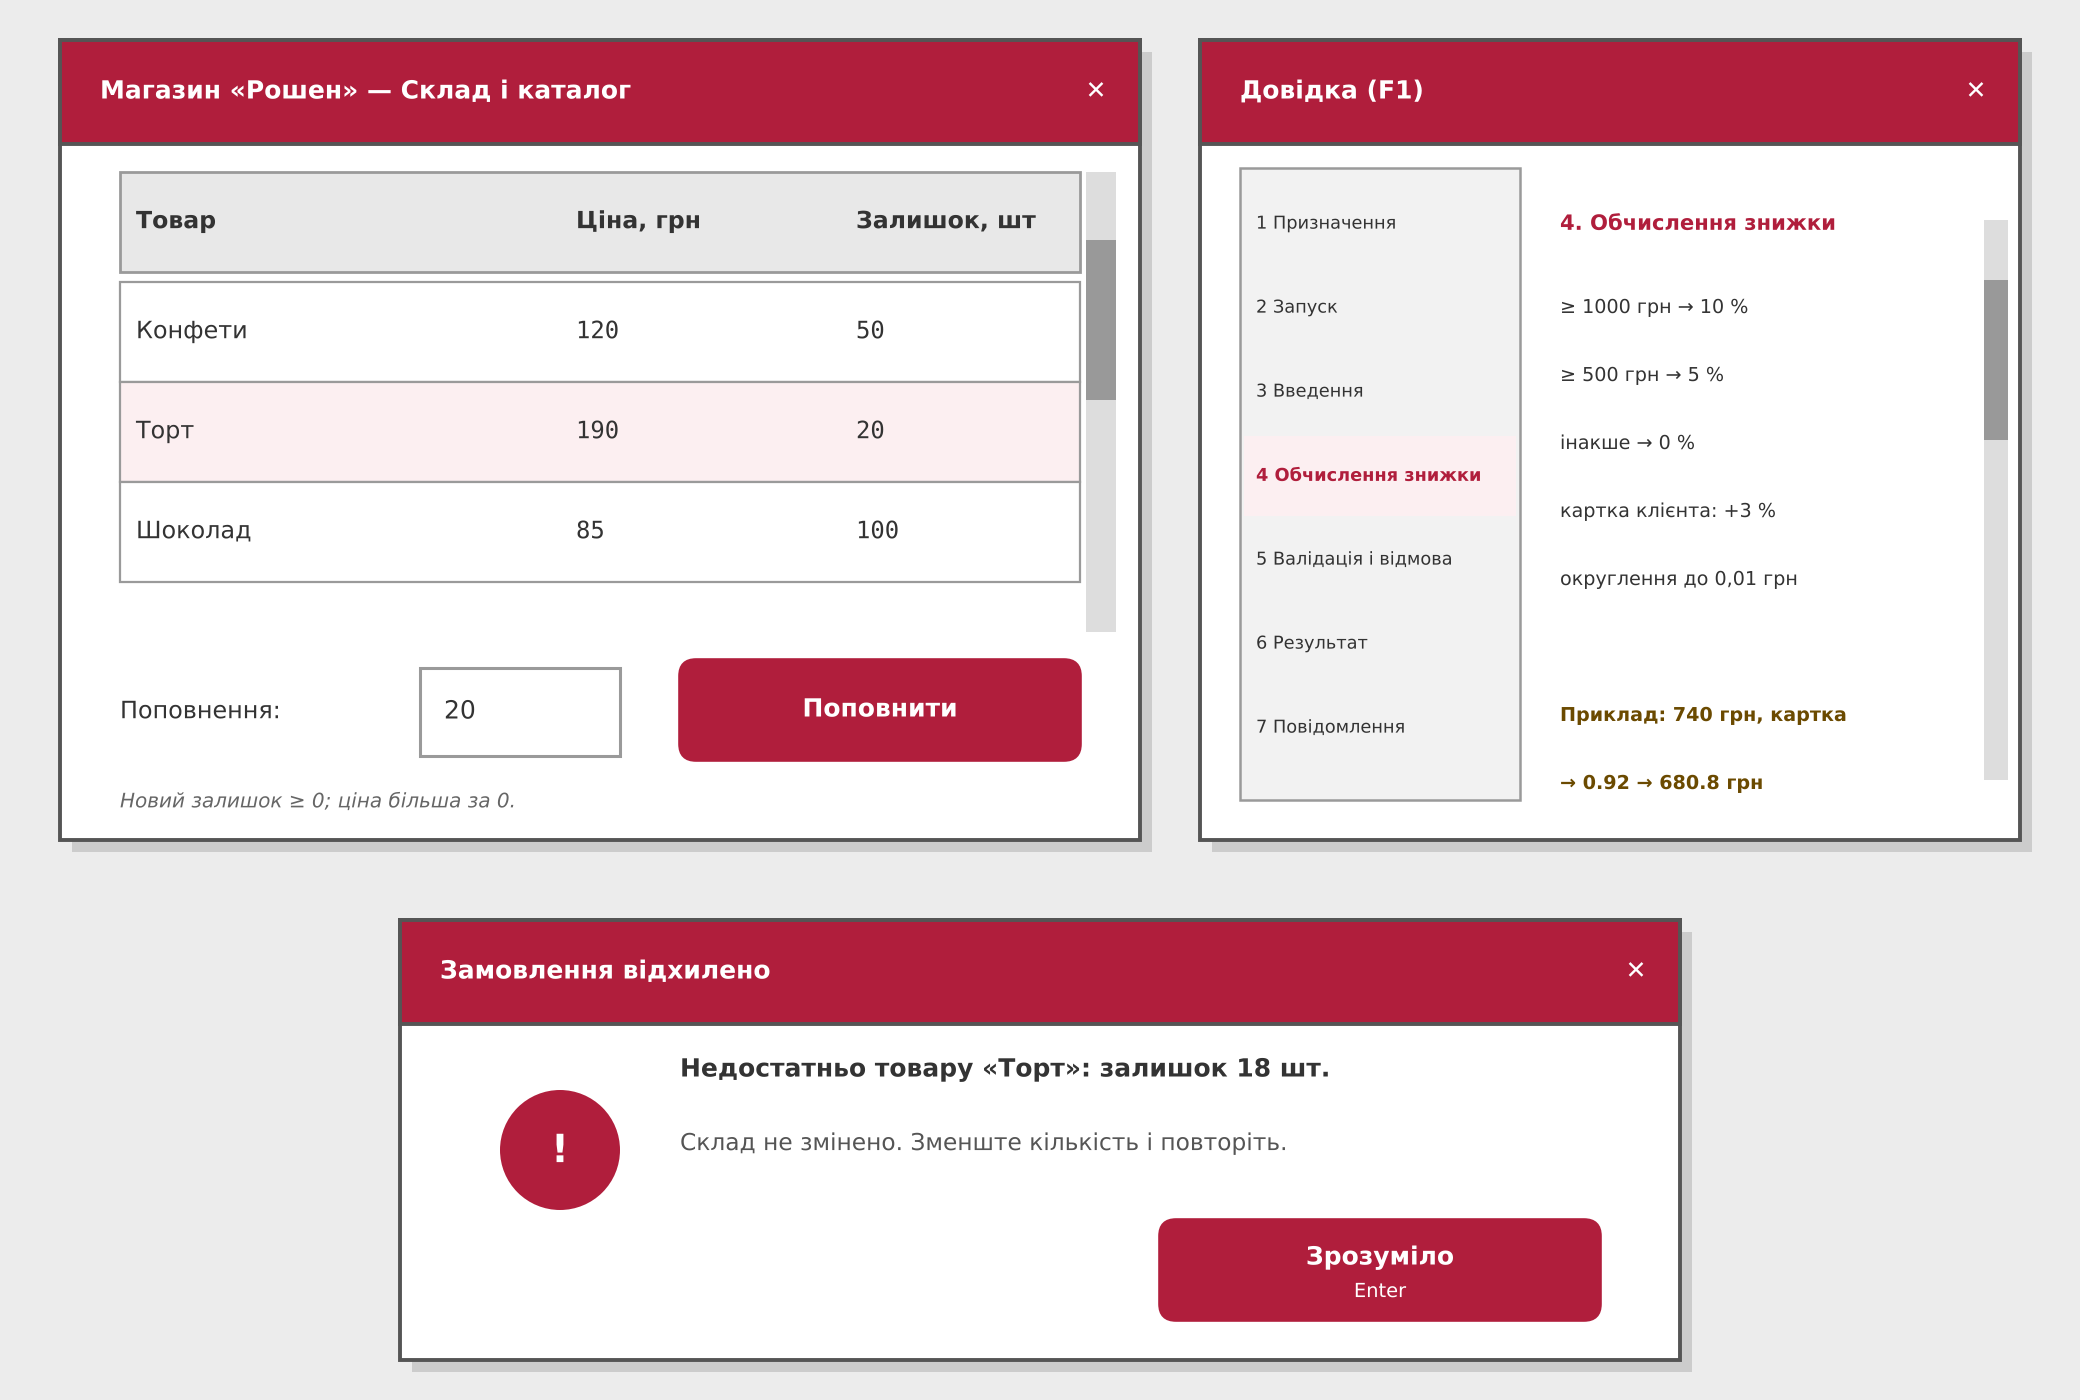 Магазин «Рошен» — Склад і каталог ✕
Товар Ціна, грн Залишок, шт
Конфети 120 50
Торт 190 20
Шоколад 85 100
Поповнення: 20 Поповнити
Новий залишок ≥ 0; ціна більша за 0.
Довідка (F1) ✕
1 Призначення
2 Запуск
3 Введення
4 Обчислення знижки
5 Валідація і відмова
6 Результат
7 Повідомлення
4. Обчислення знижки
≥ 1000 грн → 10 %
≥ 500 грн → 5 %
інакше → 0 %
картка клієнта: +3 %
округлення до 0,01 грн
Приклад: 740 грн, картка
→ 0.92 → 680.8 грн
Замовлення відхилено ✕
Недостатньо товару «Торт»: залишок 18 шт.
!
Склад не змінено. Зменште кількість і повторіть.
Зрозуміло
Enter